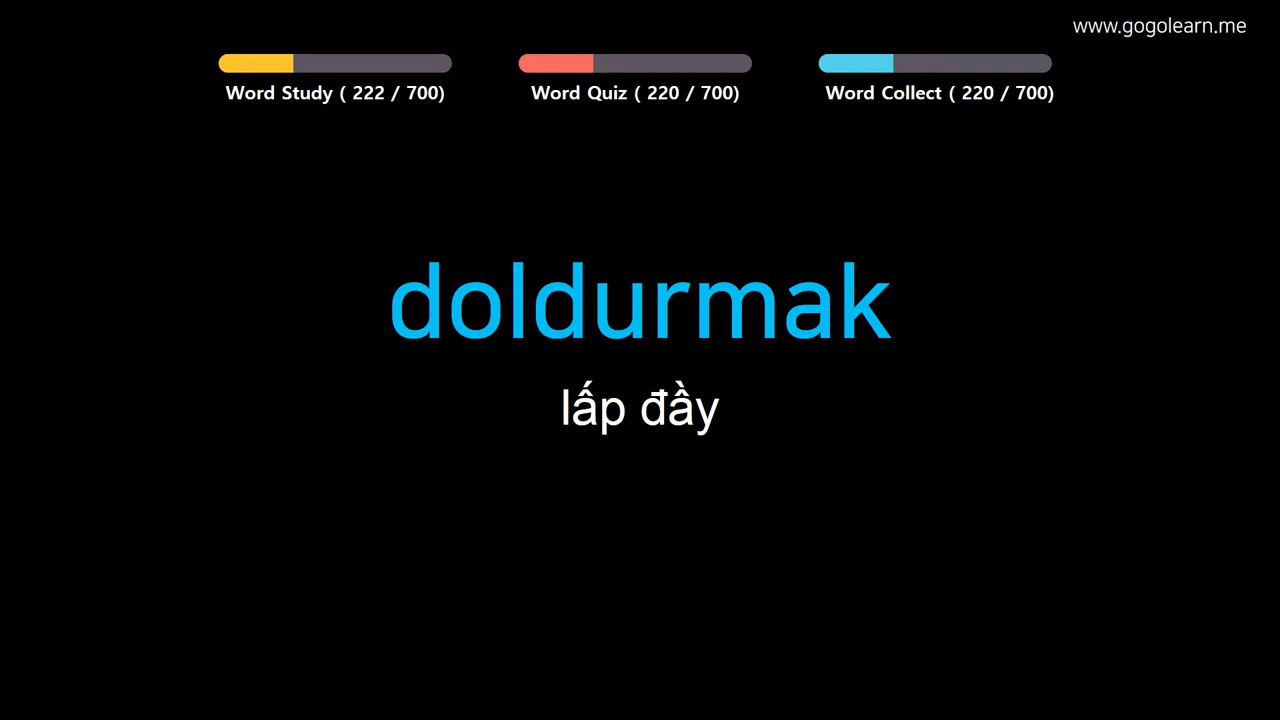 www.gogolearn.me
Word Study ( 222 / 700)
Word Quiz ( 220 / 700)
Word Collect ( 220 / 700)
doldurmak
lấp đầy